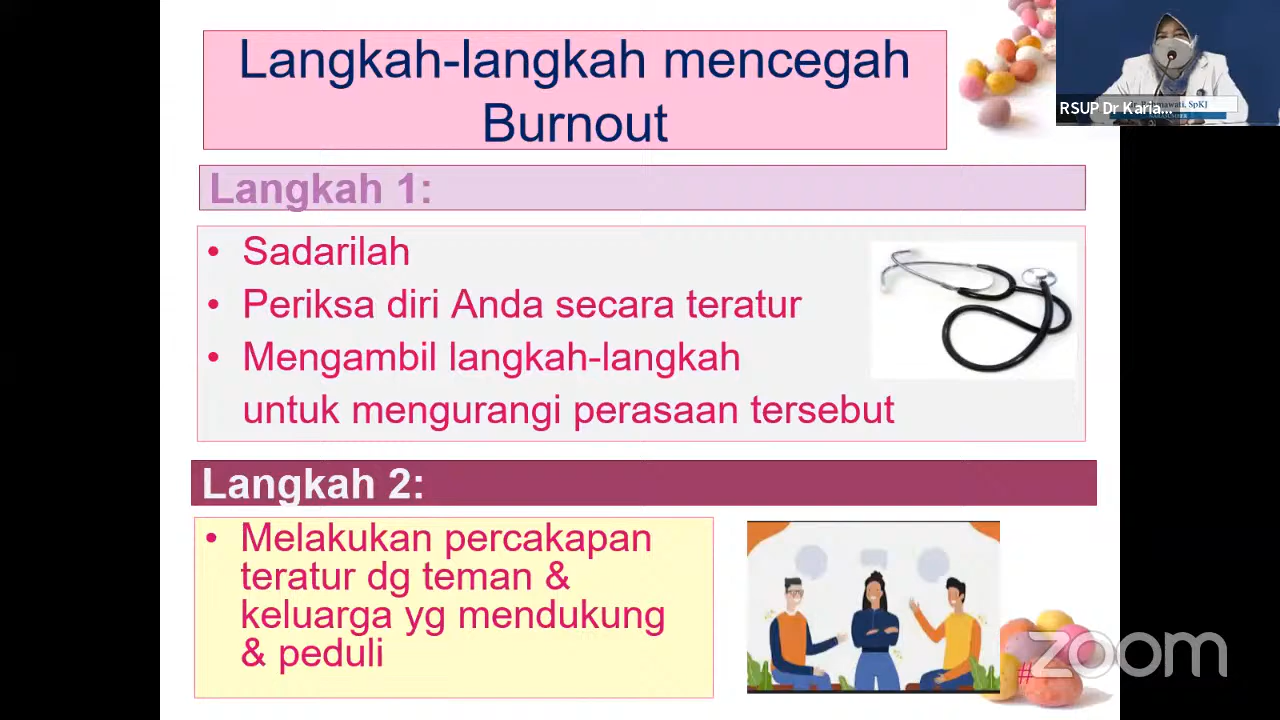 Langkah-langkah mencegah
Burnout
RSUP Dr Karia...
SpKJ
Langkah 1:
• Sadarilah
• Periksa diri Anda secara teratur
• Mengambil langkah-langkah
untuk mengurangi perasaan tersebut
Langkah 2:
• Melakukan percakapan
teratur dg teman &
keluarga yg mendukung
& peduli
zoom
#